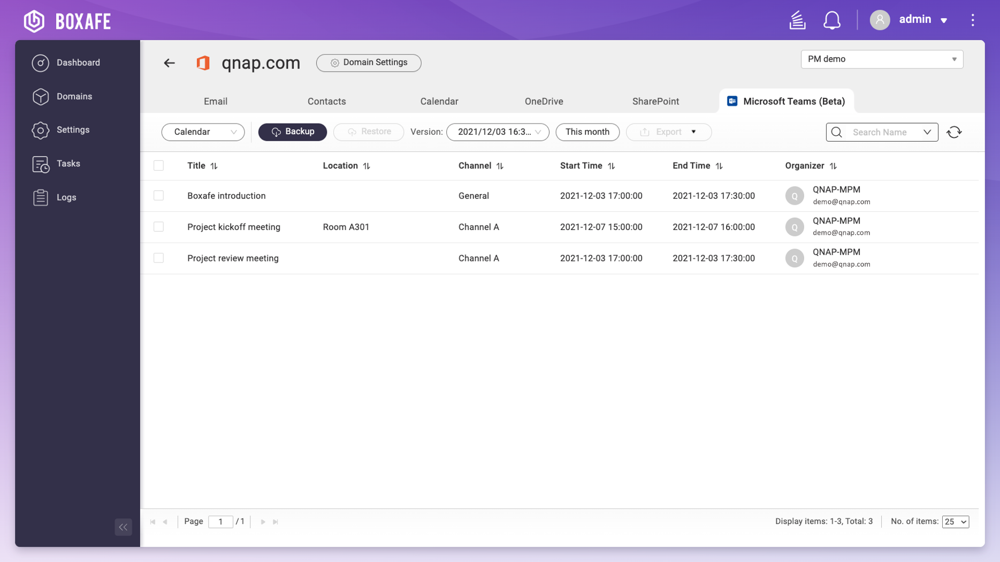 BOXAFE
admin
Dashboard
Domains
Settings
Tasks
Logs
qnap.com
Domain Settings
PM demo
Email Contacts Calendar OneDrive SharePoint Microsoft Teams (Beta)
Calendar Backup Restore Version: 2021/12/03 16:3... This month Export Search Name
Title Location Channel Start Time End Time Organizer
Boxafe introduction General 2021-12-03 17:00:00 2021-12-03 17:30:00 Q QNAP-MPM
demo@qnap.com
Project kickoff meeting Room A301 Channel A 2021-12-07 15:00:00 2021-12-07 16:00:00 Q QNAP-MPM
demo@qnap.com
Project review meeting Channel A 2021-12-03 17:00:00 2021-12-03 17:30:00 Q QNAP-MPM
demo@qnap.com
Page 1 / 1 Display items: 1-3, Total: 3 No. of items: 25